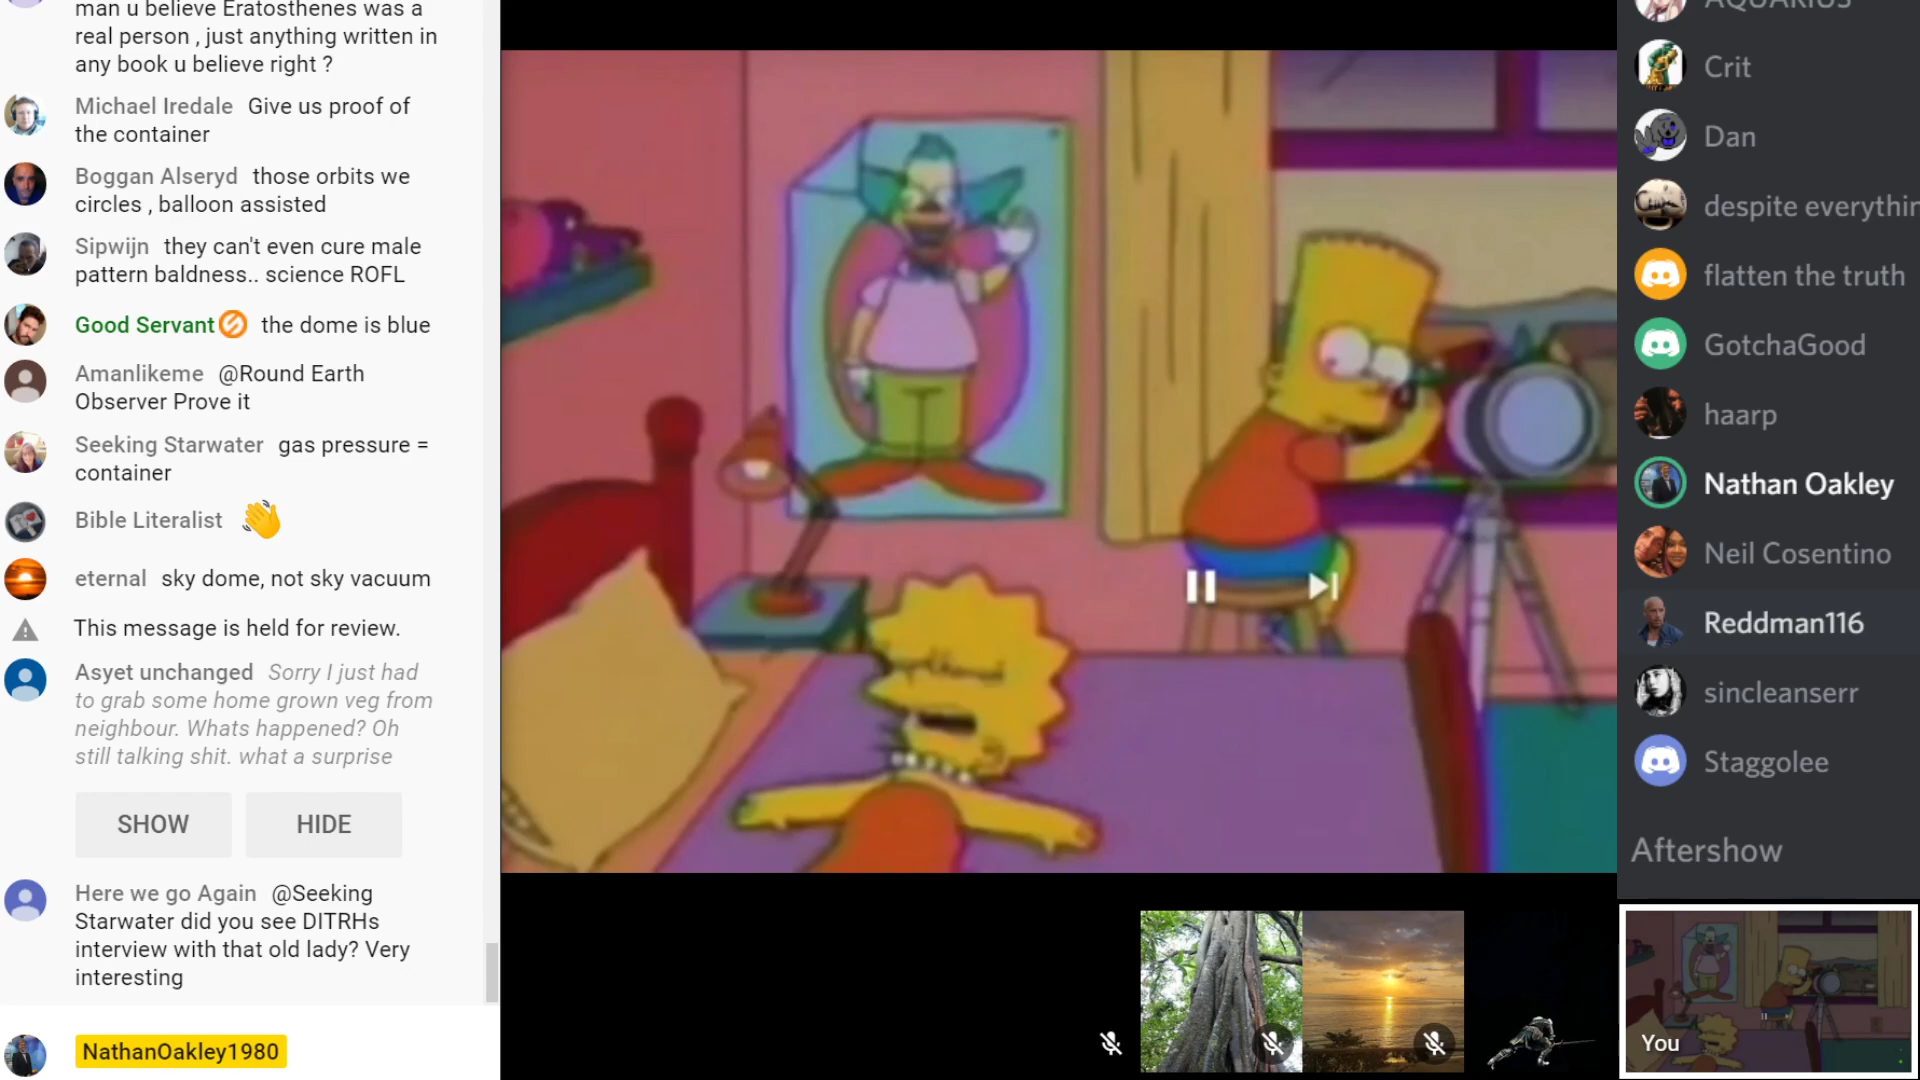 man u believe Eratosthenes was a
real person , just anything written in
any book u believe right ?
Michael Iredale Give us proof of
the container
Boggan Alseryd those orbits we
circles , balloon assisted
Sipwijn they can't even cure male
pattern baldness.. science ROFL
Good Servant the dome is blue
Amanlikeme @Round Earth
Observer Prove it
Seeking Starwater gas pressure =
container
Bible Literalist 👋
eternal sky dome, not sky vacuum
This message is held for review.
Asyet unchanged Sorry I just had
to grab some home grown veg from
neighbour. Whats happened? Oh
still talking shit. what a surprise
SHOW HIDE
Here we go Again @Seeking
Starwater did you see DITRHs
interview with that old lady? Very
interesting
NathanOakley1980
AQUARIUS
Crit
Dan
despite everythin
flatten the truth
GotchaGood
haarp
Nathan Oakley
Neil Cosentino
Reddman116
sincleanserr
Staggolee
Aftershow
You